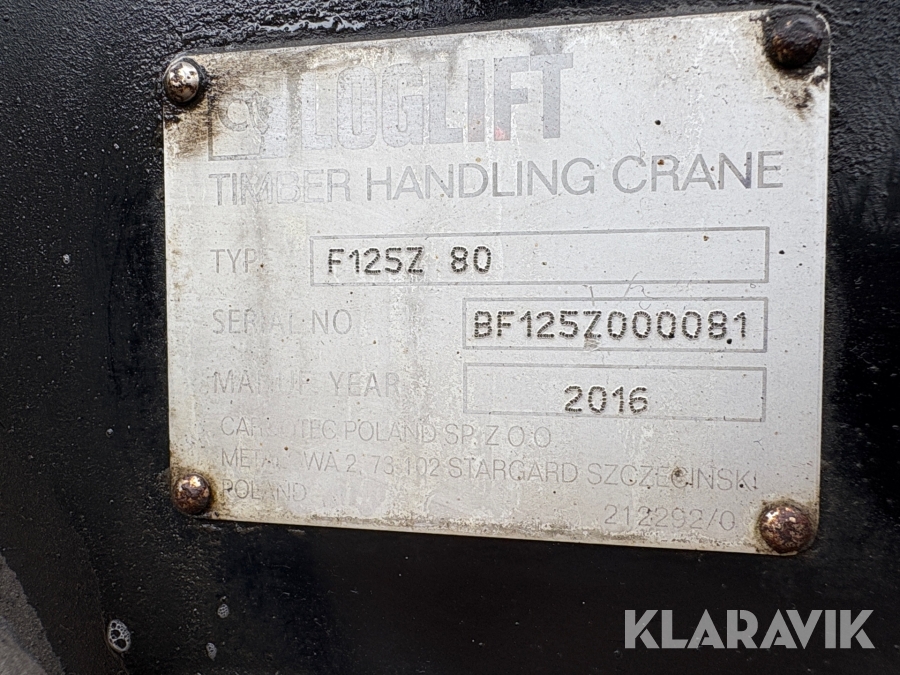 LOGLIFT
TIMBER HANDLING CRANE
TYPE F125Z 80
SERIAL NO BF125Z000081
MANUF YEAR 2016
CARGOTEC POLAND SP. Z O.O
METALOWA 2, 73-102 STARGARD SZCZECINSKI
POLAND
212292/0
KLARAVIK